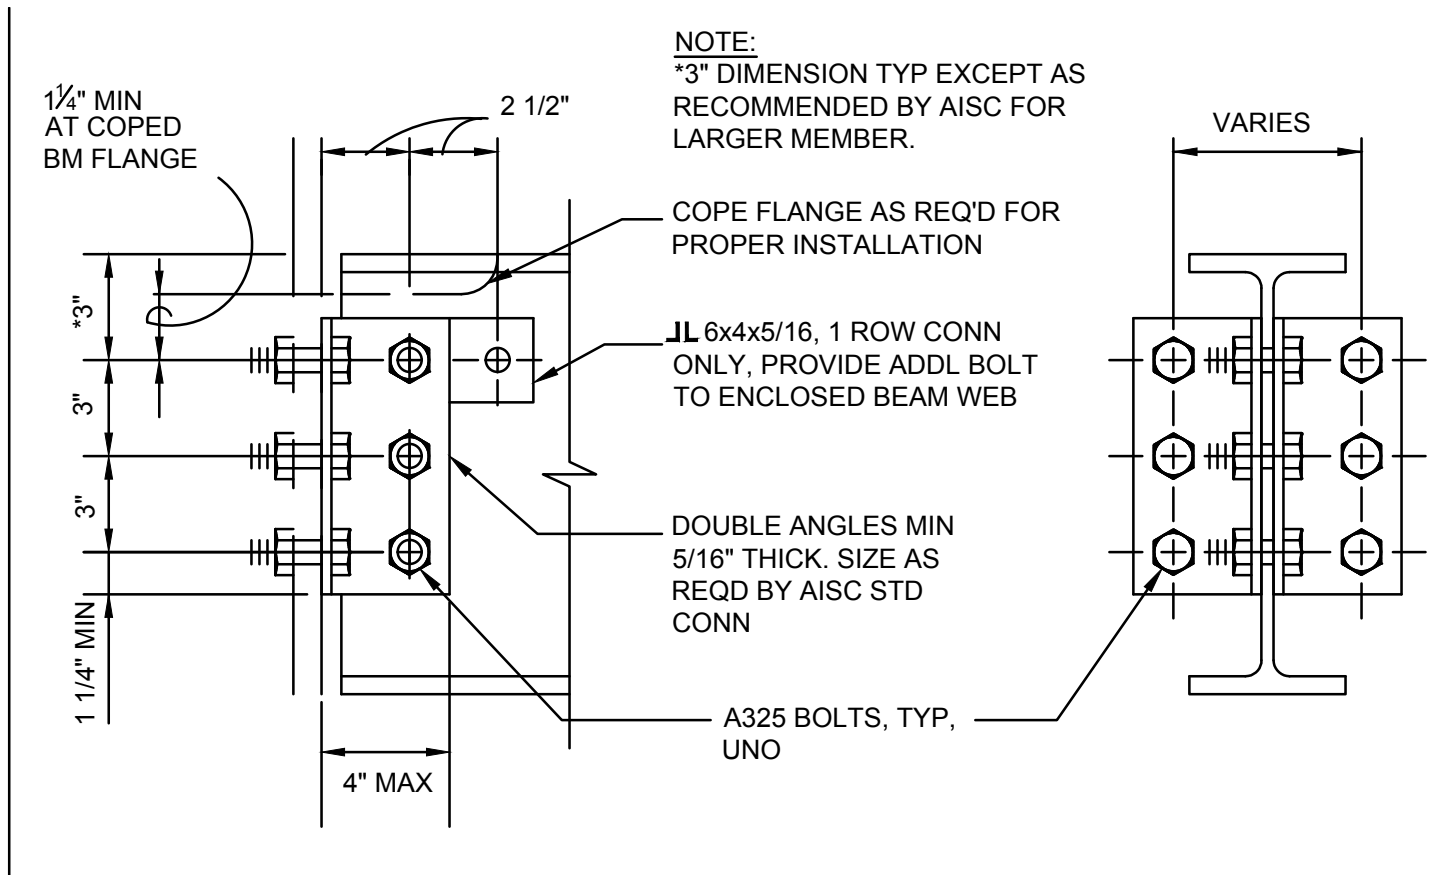 NOTE:
*3" DIMENSION TYP EXCEPT AS
RECOMMENDED BY AISC FOR
LARGER MEMBER.
1¼" MIN
AT COPED
BM FLANGE
2 1/2"
VARIES
COPE FLANGE AS REQ'D FOR
PROPER INSTALLATION
*3"
3"
3"
1 1/4" MIN
⅃L 6x4x5/16, 1 ROW CONN
ONLY, PROVIDE ADDL BOLT
TO ENCLOSED BEAM WEB
DOUBLE ANGLES MIN
5/16" THICK. SIZE AS
REQD BY AISC STD
CONN
A325 BOLTS, TYP,
UNO
4" MAX